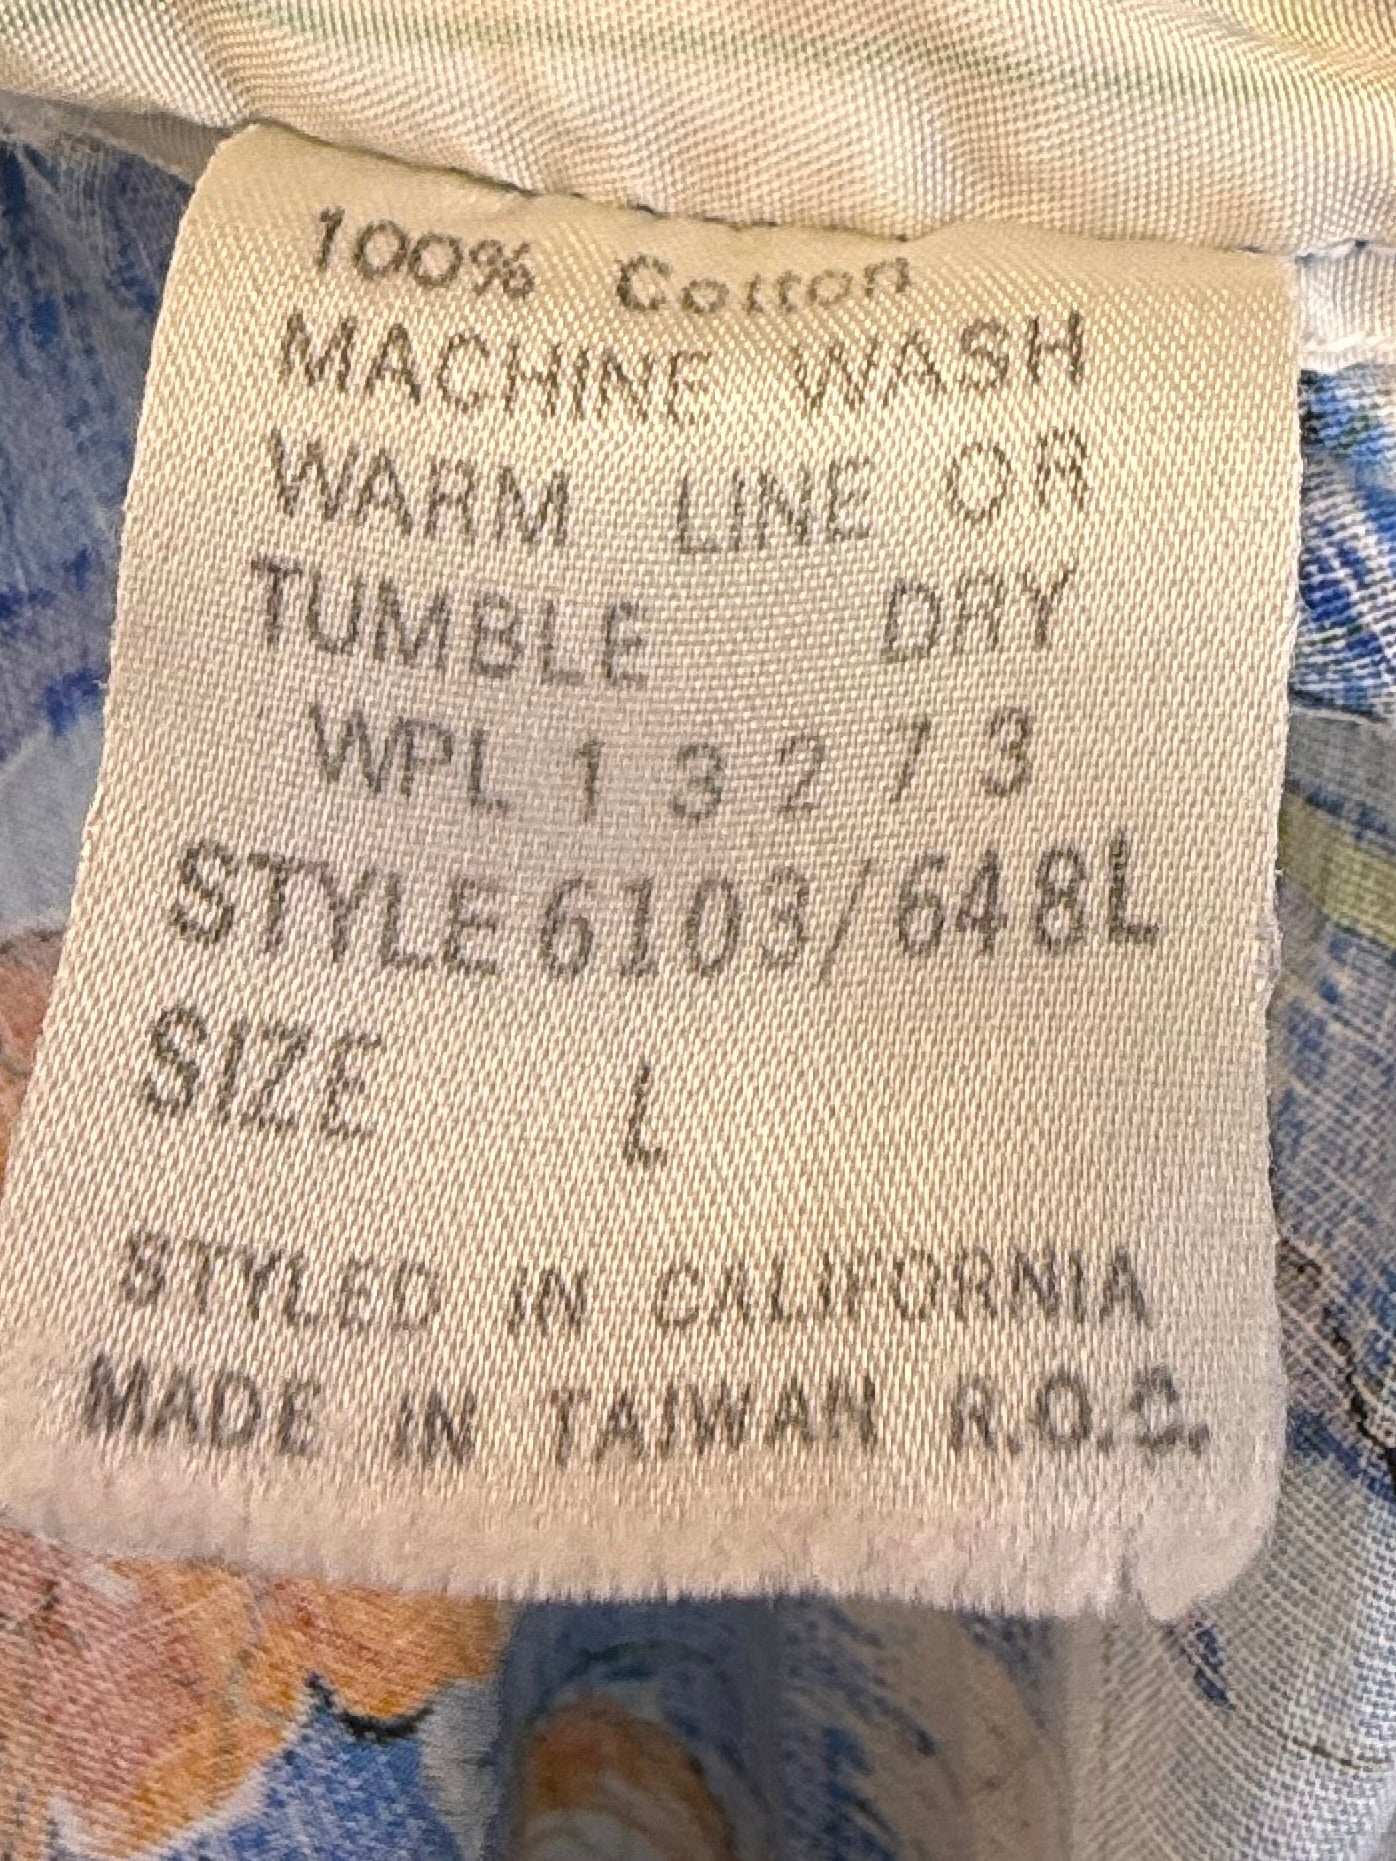 100% Cotton
MACHINE WASH
WARM LINE OR
TUMBLE DRY
WPL 13273
STYLE 6103/648L
SIZE L
STYLED IN CALIFORNIA
MADE IN TAIWAN R.O.C.